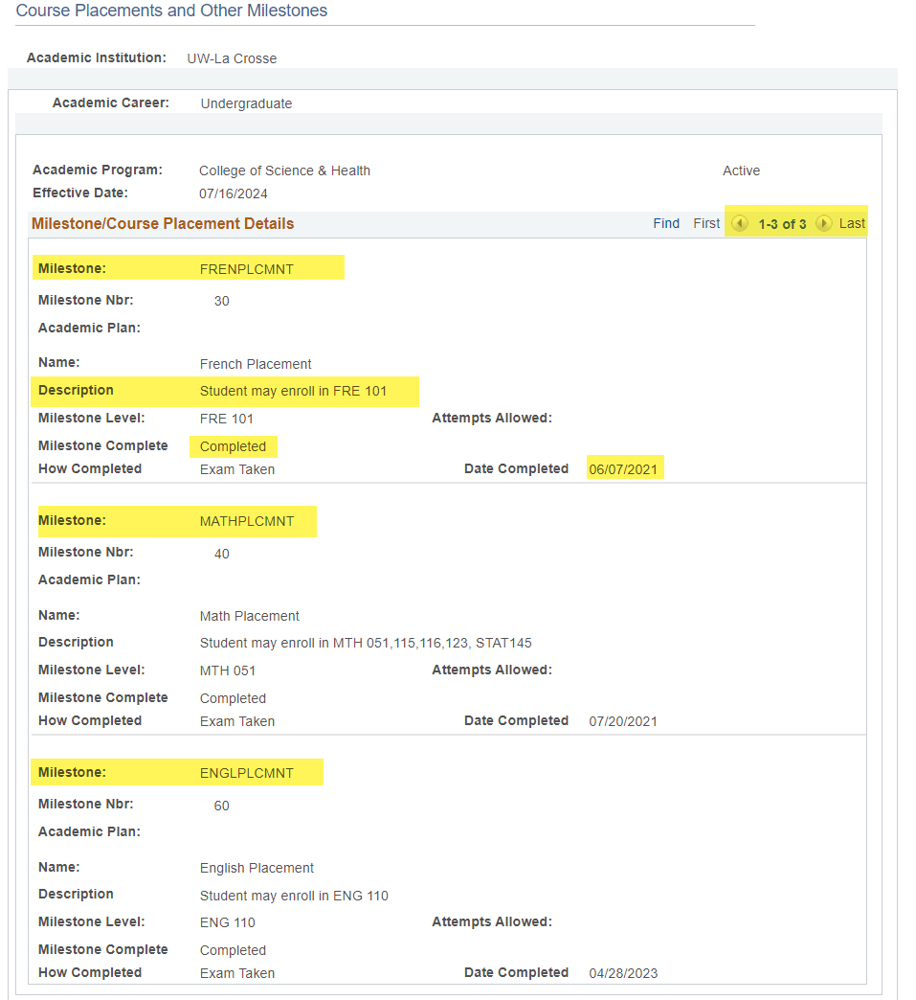 Course Placements and Other Milestones
Academic Institution: UW-La Crosse
Academic Career: Undergraduate
Academic Program: College of Science & Health Active
Effective Date: 07/16/2024
Milestone/Course Placement Details Find First 1-3 of 3 Last
Milestone: FRENPLCMNT
Milestone Nbr: 30
Academic Plan:
Name: French Placement
Description Student may enroll in FRE 101
Milestone Level: FRE 101 Attempts Allowed:
Milestone Complete Completed
How Completed Exam Taken Date Completed 06/07/2021
Milestone: MATHPLCMNT
Milestone Nbr: 40
Academic Plan:
Name: Math Placement
Description Student may enroll in MTH 051,115,116,123, STAT145
Milestone Level: MTH 051 Attempts Allowed:
Milestone Complete Completed
How Completed Exam Taken Date Completed 07/20/2021
Milestone: ENGLPLCMNT
Milestone Nbr: 60
Academic Plan:
Name: English Placement
Description Student may enroll in ENG 110
Milestone Level: ENG 110 Attempts Allowed:
Milestone Complete Completed
How Completed Exam Taken Date Completed 04/28/2023